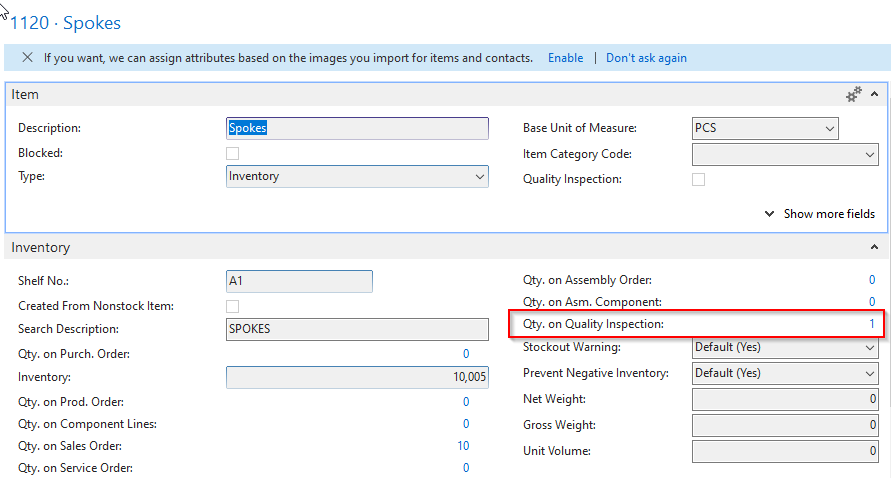 1120 · Spokes
If you want, we can assign attributes based on the images you import for items and contacts. Enable | Don't ask again
Item
Description: Spokes
Blocked:
Type: Inventory
Base Unit of Measure: PCS
Item Category Code:
Quality Inspection:
Show more fields
Inventory
Shelf No.: A1
Created From Nonstock Item:
Search Description: SPOKES
Qty. on Purch. Order: 0
Inventory: 10,005
Qty. on Prod. Order: 0
Qty. on Component Lines: 0
Qty. on Sales Order: 10
Qty. on Service Order: 0
Qty. on Assembly Order: 0
Qty. on Asm. Component: 0
Qty. on Quality Inspection: 1
Stockout Warning: Default (Yes)
Prevent Negative Inventory: Default (Yes)
Net Weight: 0
Gross Weight: 0
Unit Volume: 0